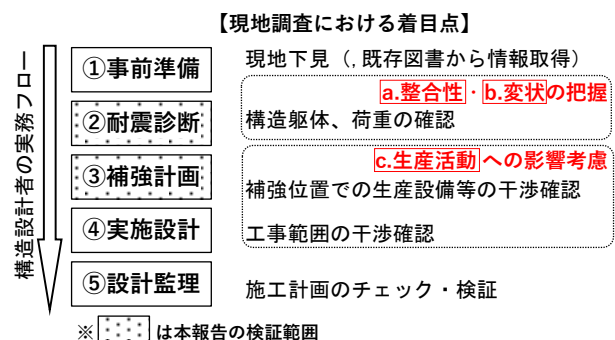 【現地調査における着目点】
構造設計者の実務フロー
①事前準備
現地下見（, 既存図書から情報取得）
a.整合性・b.変状の把握
②耐震診断
構造躯体、荷重の確認
c.生産活動への影響考慮
③補強計画
補強位置での生産設備等の干渉確認
④実施設計
工事範囲の干渉確認
⑤設計監理
施工計画のチェック・検証
※ は本報告の検証範囲